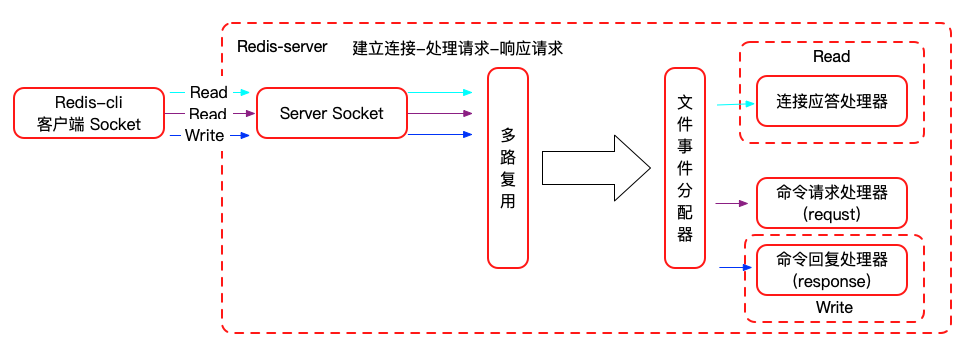 Redis-server 建立连接-处理请求-响应请求
Redis-cli
客户端 Socket
Read
Read
Write
Server Socket
多路复用
文件事件分配器
Read
连接应答处理器
命令请求处理器
(requst)
命令回复处理器
(response)
Write